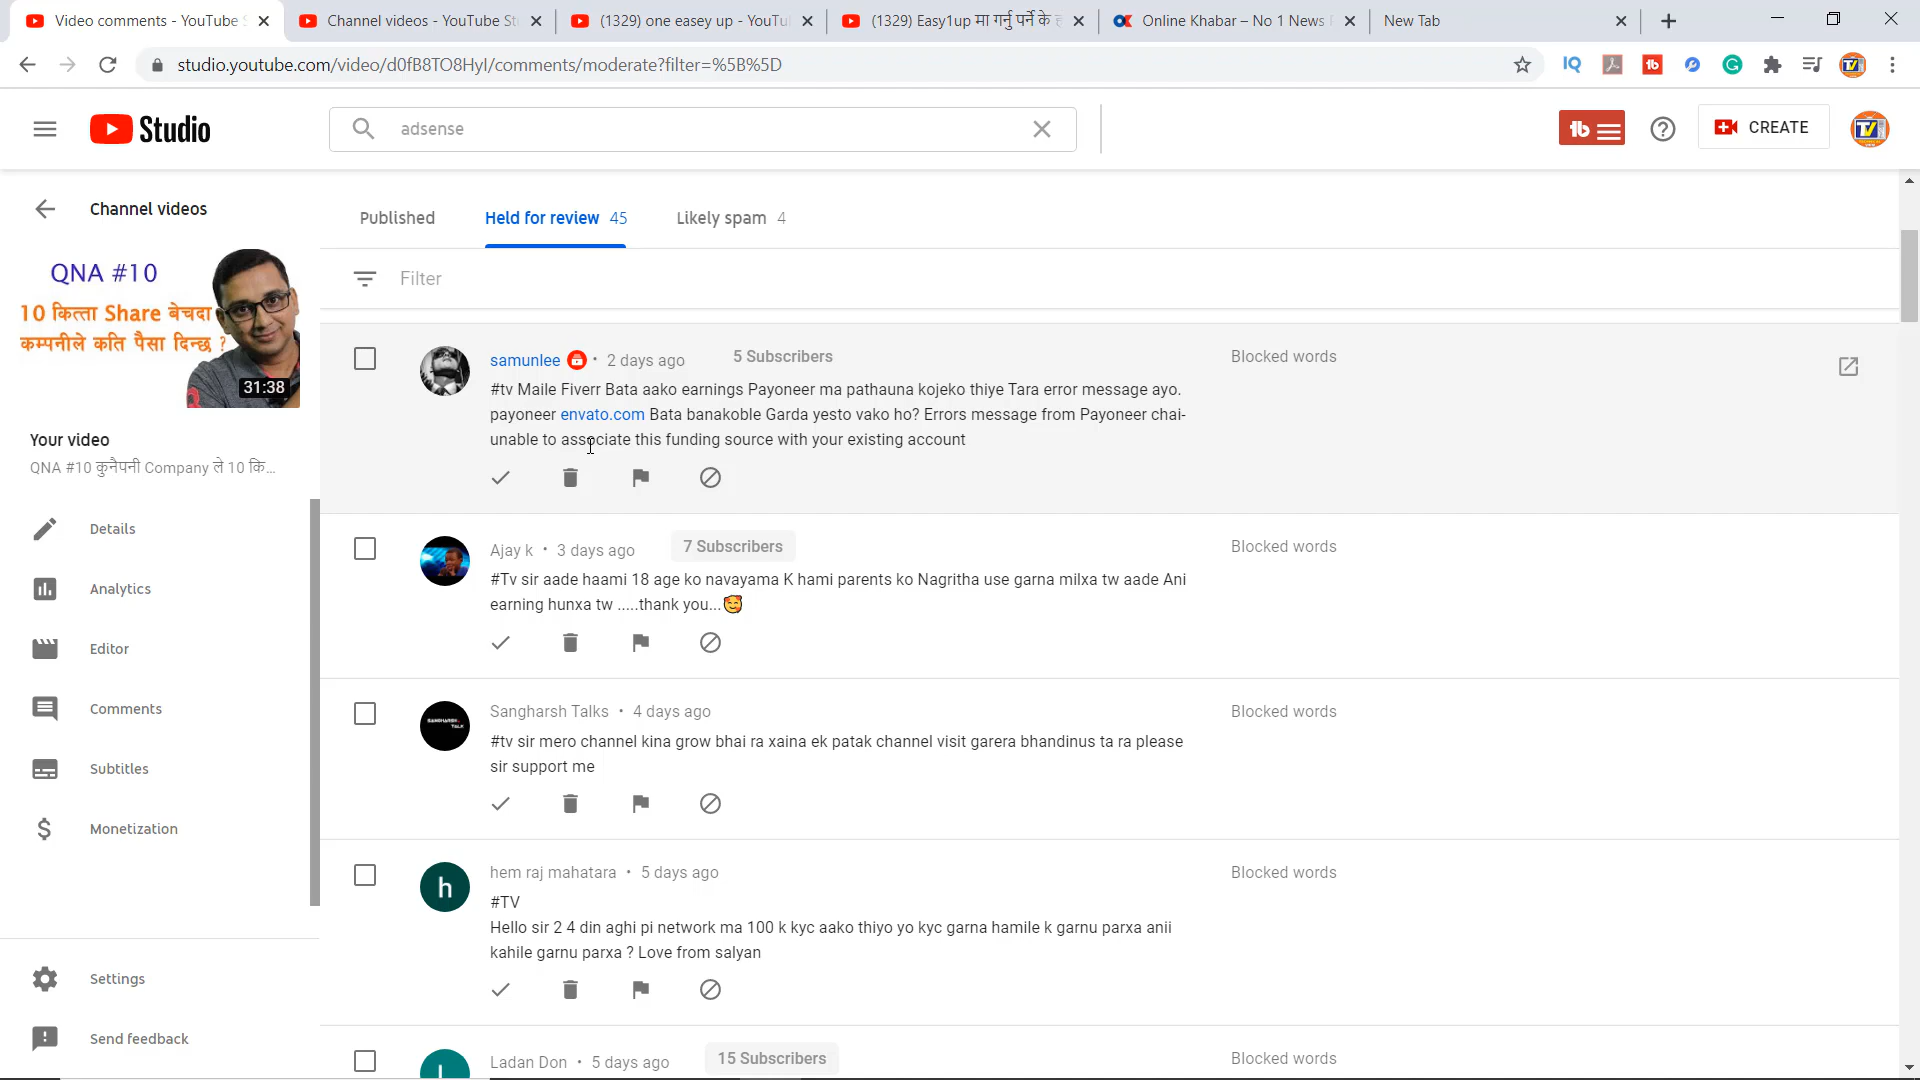 Video comments - YouTube S
Channel videos - YouTube St
(1329) one easey up - YouTu
(1329) Easy1up मा गर्नु पर्ने के ह
Online Khabar – No 1 News P
New Tab
studio.youtube.com/video/d0fB8TO8HyI/comments/moderate?filter=%5B%5D
IQ
tb
G
TV
Studio
adsense
tb
CREATE
TV
Channel videos
Published
Held for review 45
Likely spam 4
Filter
QNA #10
10 कित्ता Share बेचदा
कम्पनीले कति पैसा दिन्छ ?
31:38
Your video
QNA #10 कुनैपनी Company ले 10 कि...
Details
Analytics
Editor
Comments
Subtitles
Monetization
Settings
Send feedback
samunlee • 2 days ago
5 Subscribers
Blocked words
#tv Maile Fiverr Bata aako earnings Payoneer ma pathauna kojeko thiye Tara error message ayo.
payoneer envato.com Bata banakoble Garda yesto vako ho? Errors message from Payoneer chai-
unable to associate this funding source with your existing account
Ajay k • 3 days ago
7 Subscribers
Blocked words
#Tv sir aade haami 18 age ko navayama K hami parents ko Nagritha use garna milxa tw aade Ani
earning hunxa tw .....thank you...🥰
SANGHARSH
TALK
Sangharsh Talks • 4 days ago
Blocked words
#tv sir mero channel kina grow bhai ra xaina ek patak channel visit garera bhandinus ta ra please
sir support me
h
hem raj mahatara • 5 days ago
Blocked words
#TV
Hello sir 2 4 din aghi pi network ma 100 k kyc aako thiyo yo kyc garna hamile k garnu parxa anii
kahile garnu parxa ? Love from salyan
L
Ladan Don • 5 days ago
15 Subscribers
Blocked words